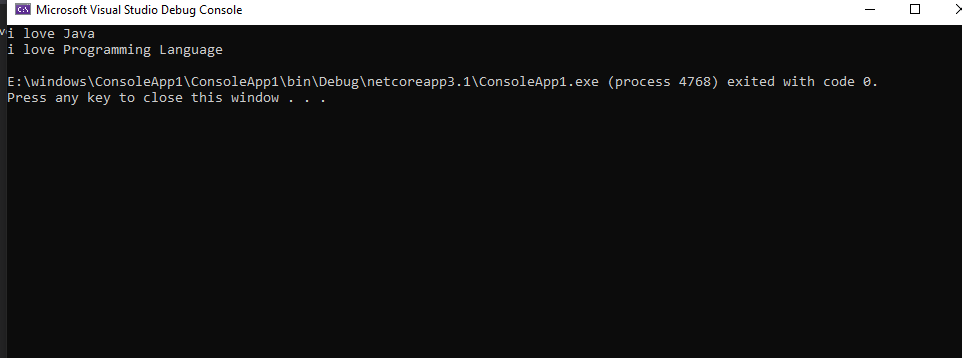 C:\
Microsoft Visual Studio Debug Console
i love Java
i love Programming Language
E:\windows\ConsoleApp1\ConsoleApp1\bin\Debug\netcoreapp3.1\ConsoleApp1.exe (process 4768) exited with code 0.
Press any key to close this window . . .